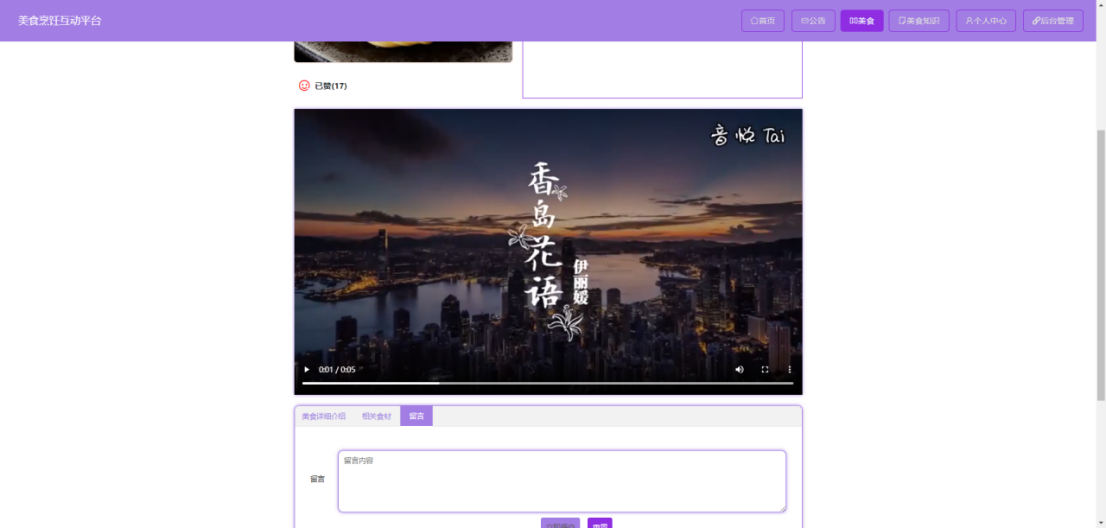 美食烹饪互动平台
首页 公告 美食 美食知识 个人中心 后台管理
已赞(17)
音悦 Tai
香岛花语
伊丽媛
0:01 / 0:05
美食详细介绍 相关食材 留言
留言内容
留言